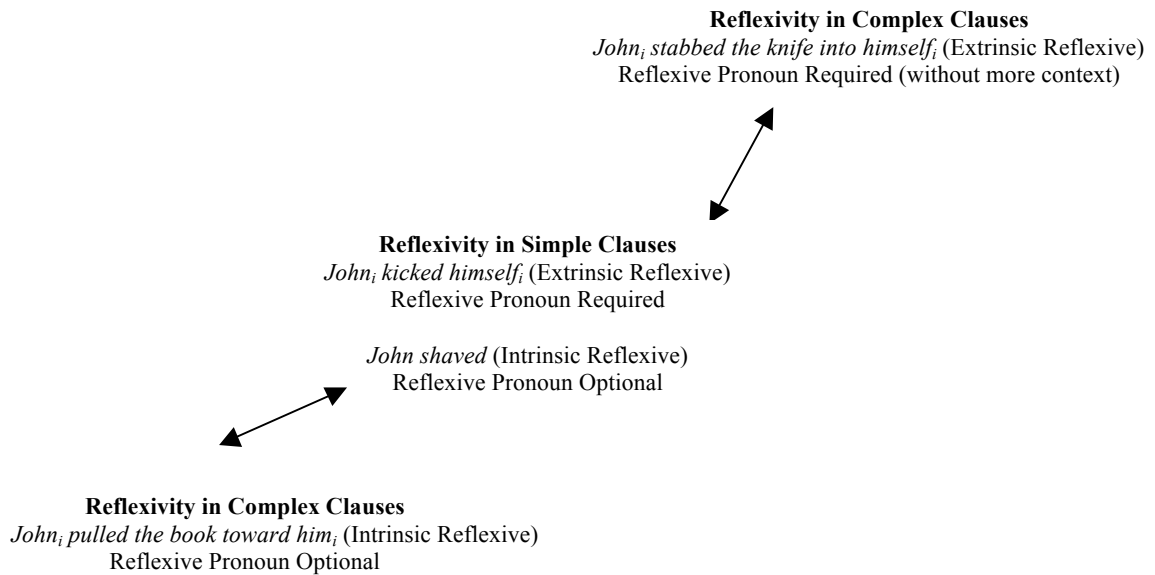 Reflexivity in Complex Clauses
Johnᵢ stabbed the knife into himselfᵢ (Extrinsic Reflexive)
Reflexive Pronoun Required (without more context)
Reflexivity in Simple Clauses
Johnᵢ kicked himselfᵢ (Extrinsic Reflexive)
Reflexive Pronoun Required
John shaved (Intrinsic Reflexive)
Reflexive Pronoun Optional
Reflexivity in Complex Clauses
Johnᵢ pulled the book toward himᵢ (Intrinsic Reflexive)
Reflexive Pronoun Optional